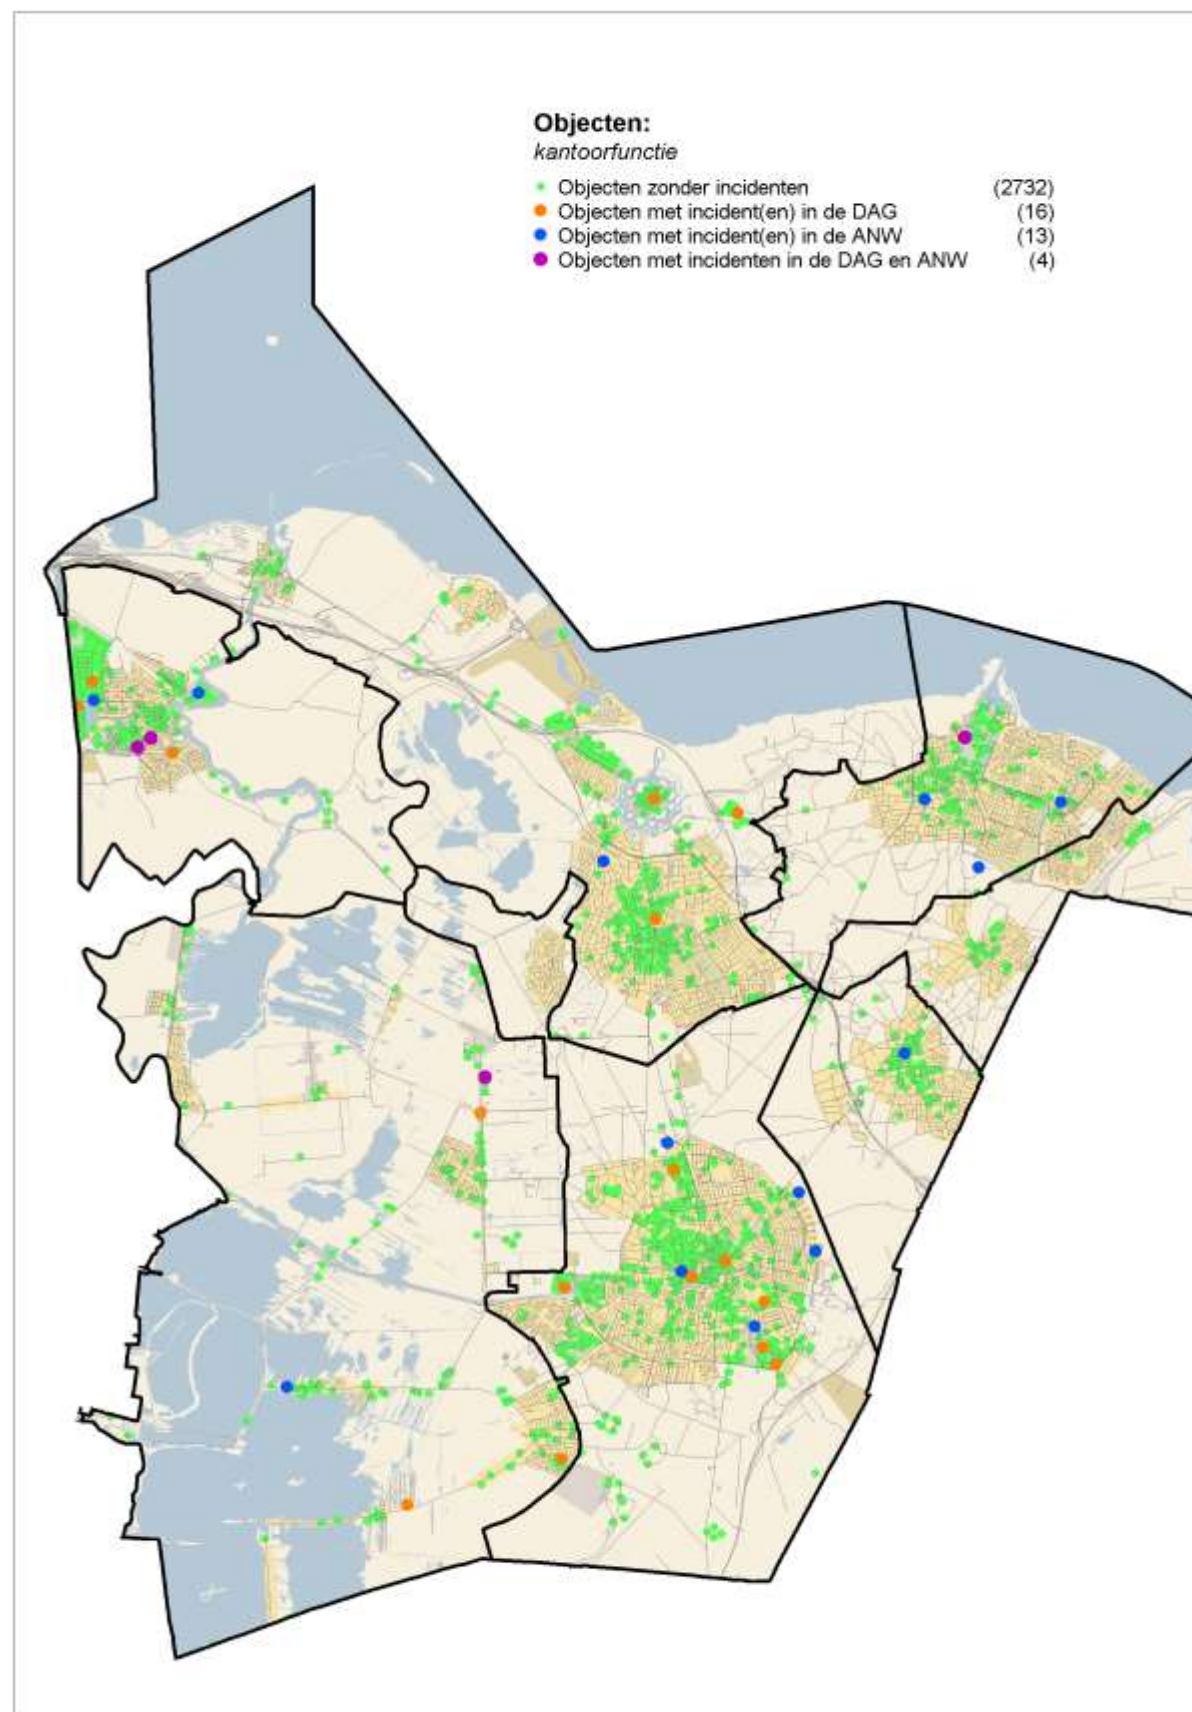 Objecten:
kantoorfunctie
Objecten zonder incidenten (2732)
Objecten met incident(en) in de DAG (16)
Objecten met incident(en) in de ANW (13)
Objecten met incidenten in de DAG en ANW (4)